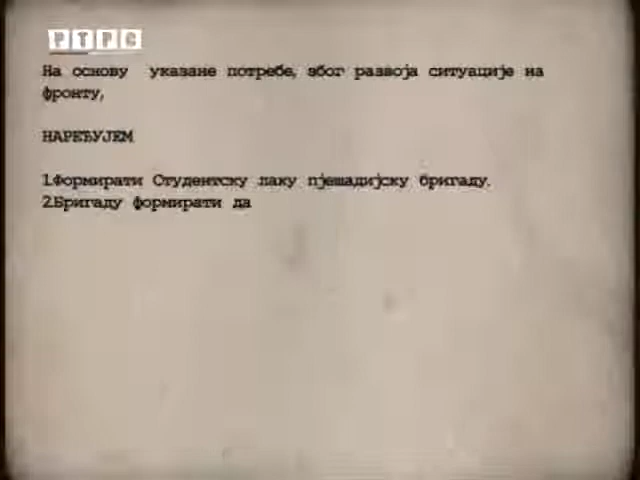 РТРС
На основу указане потребе, због развоја ситуације на
фронту,
НАРЕЂУЈЕМ
1.Формирати Студентску лаку пјешадијску бригаду.
2.Бригаду формирати да